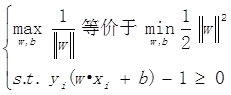 max_{w,b} 1/‖w‖ 等价于 min_{w,b} 1/2 ‖w‖²
s.t. y_i(w•x_i + b) − 1 ≥ 0